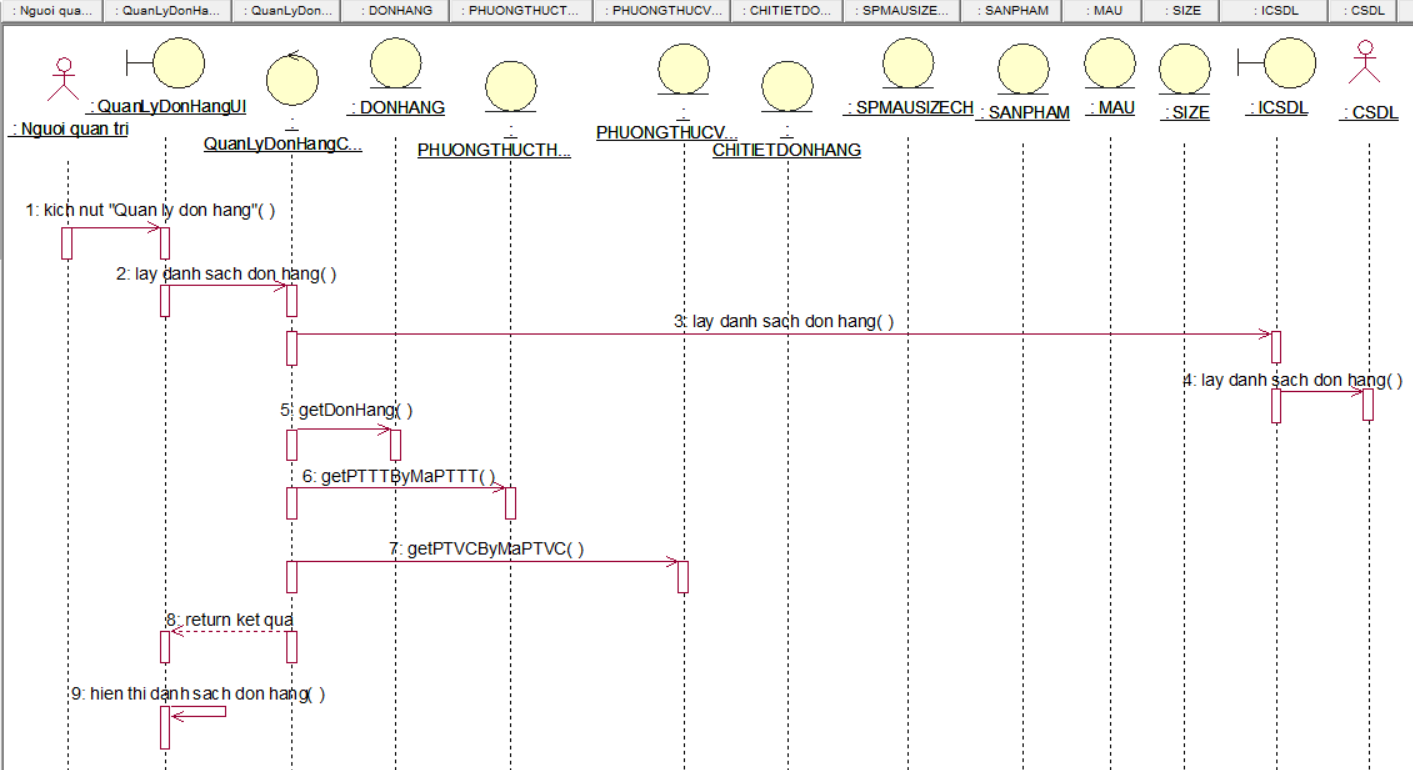 : Nguoi qua...
: QuanLyDonHa...
: QuanLyDon...
: DONHANG
: PHUONGTHUCT...
: PHUONGTHUCV...
: CHITIETDO...
: SPMAUSIZE...
: SANPHAM
: MAU
: SIZE
: ICSDL
: CSDL
: QuanLyDonHangUI
: DONHANG
: SPMAUSIZECH
: SANPHAM
: MAU
: SIZE
: ICSDL
: CSDL
: Nguoi quan tri
:
QuanLyDonHangC...
:
PHUONGTHUCTH...
:
PHUONGTHUCV...
:
CHITIETDONHANG
1: kich nut "Quan ly don hang"( )
2: lay danh sach don hang( )
3: lay danh sach don hang( )
4: lay danh sach don hang( )
5: getDonHang( )
6: getPTTTByMaPTTT( )
7: getPTVCByMaPTVC( )
8: return ket qua
9: hien thi danh sach don hang( )